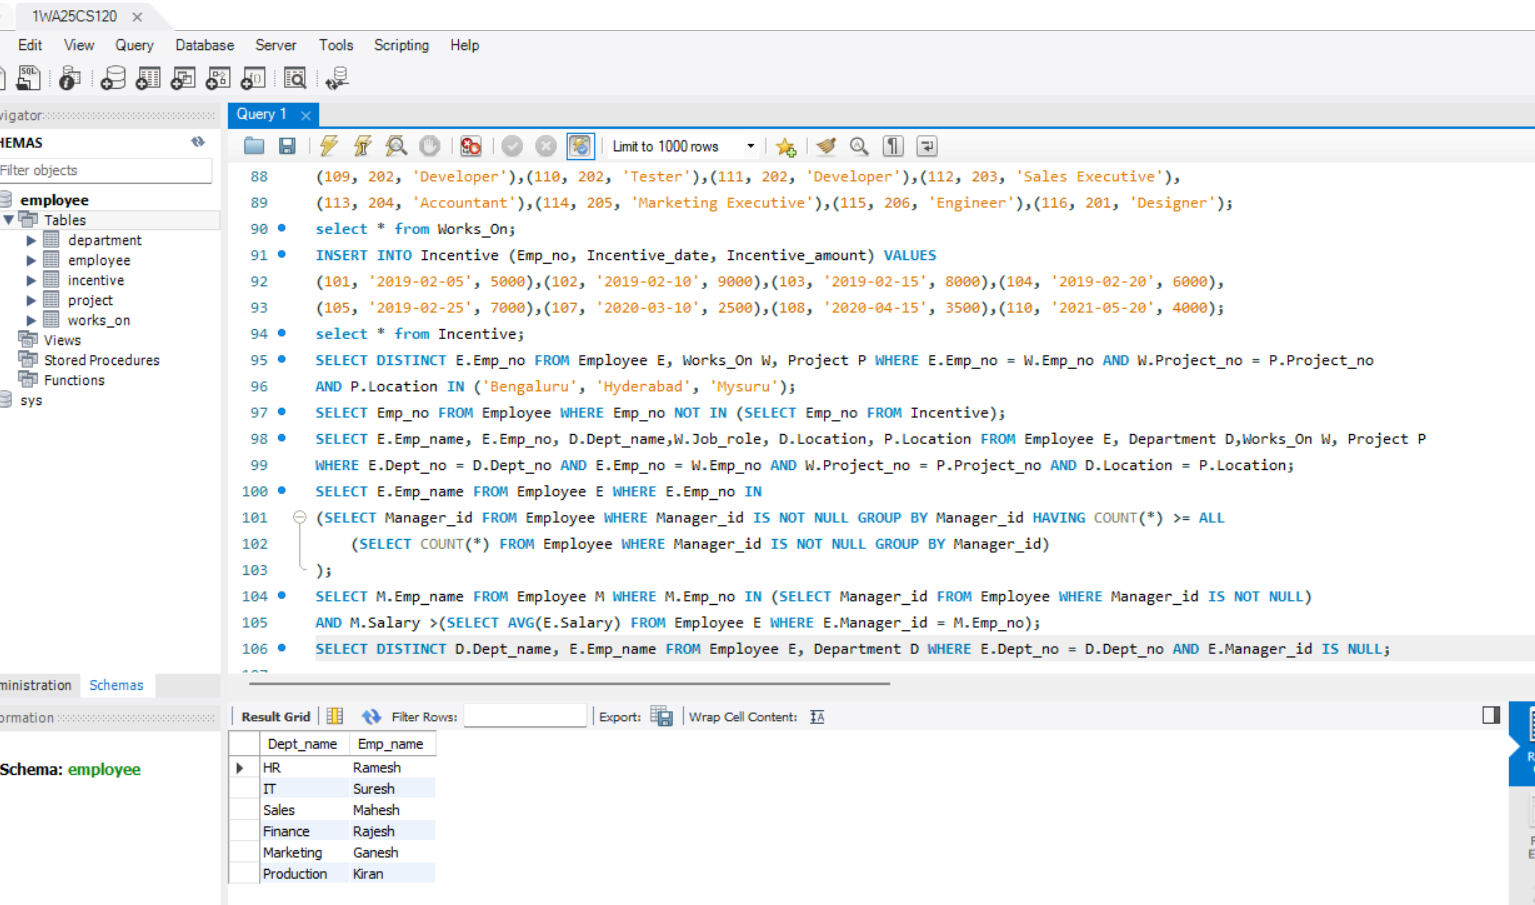 1WA25CS120
Edit View Query Database Server Tools Scripting Help
SQL
Query 1
SCHEMAS
Filter objects
Limit to 1000 rows
employee
Tables
department
employee
incentive
project
works_on
Views
Stored Procedures
Functions
sys
88 (109, 202, 'Developer'),(110, 202, 'Tester'),(111, 202, 'Developer'),(112, 203, 'Sales Executive'),
89 (113, 204, 'Accountant'),(114, 205, 'Marketing Executive'),(115, 206, 'Engineer'),(116, 201, 'Designer');
90 select * from Works_On;
91 INSERT INTO Incentive (Emp_no, Incentive_date, Incentive_amount) VALUES
92 (101, '2019-02-05', 5000),(102, '2019-02-10', 9000),(103, '2019-02-15', 8000),(104, '2019-02-20', 6000),
93 (105, '2019-02-25', 7000),(107, '2020-03-10', 2500),(108, '2020-04-15', 3500),(110, '2021-05-20', 4000);
94 select * from Incentive;
95 SELECT DISTINCT E.Emp_no FROM Employee E, Works_On W, Project P WHERE E.Emp_no = W.Emp_no AND W.Project_no = P.Project_no
96 AND P.Location IN ('Bengaluru', 'Hyderabad', 'Mysuru');
97 SELECT Emp_no FROM Employee WHERE Emp_no NOT IN (SELECT Emp_no FROM Incentive);
98 SELECT E.Emp_name, E.Emp_no, D.Dept_name,W.Job_role, D.Location, P.Location FROM Employee E, Department D,Works_On W, Project P
99 WHERE E.Dept_no = D.Dept_no AND E.Emp_no = W.Emp_no AND W.Project_no = P.Project_no AND D.Location = P.Location;
100 SELECT E.Emp_name FROM Employee E WHERE E.Emp_no IN
101 (SELECT Manager_id FROM Employee WHERE Manager_id IS NOT NULL GROUP BY Manager_id HAVING COUNT(*) >= ALL
102 (SELECT COUNT(*) FROM Employee WHERE Manager_id IS NOT NULL GROUP BY Manager_id)
103 );
104 SELECT M.Emp_name FROM Employee M WHERE M.Emp_no IN (SELECT Manager_id FROM Employee WHERE Manager_id IS NOT NULL)
105 AND M.Salary >(SELECT AVG(E.Salary) FROM Employee E WHERE E.Manager_id = M.Emp_no);
106 SELECT DISTINCT D.Dept_name, E.Emp_name FROM Employee E, Department D WHERE E.Dept_no = D.Dept_no AND E.Manager_id IS NULL;
ministration Schemas
ormation
Schema: employee
Result Grid Filter Rows: Export: Wrap Cell Content:
Dept_name Emp_name
HR Ramesh
IT Suresh
Sales Mahesh
Finance Rajesh
Marketing Ganesh
Production Kiran